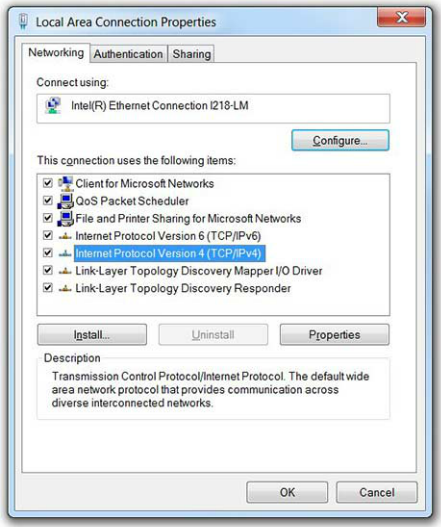 Local Area Connection Properties
Networking Authentication Sharing
Connect using:
Intel(R) Ethernet Connection I218-LM
Configure...
This connection uses the following items:
Client for Microsoft Networks
QoS Packet Scheduler
File and Printer Sharing for Microsoft Networks
Internet Protocol Version 6 (TCP/IPv6)
Internet Protocol Version 4 (TCP/IPv4)
Link-Layer Topology Discovery Mapper I/O Driver
Link-Layer Topology Discovery Responder
Install... Uninstall Properties
Description
Transmission Control Protocol/Internet Protocol. The default wide
area network protocol that provides communication across
diverse interconnected networks.
OK Cancel